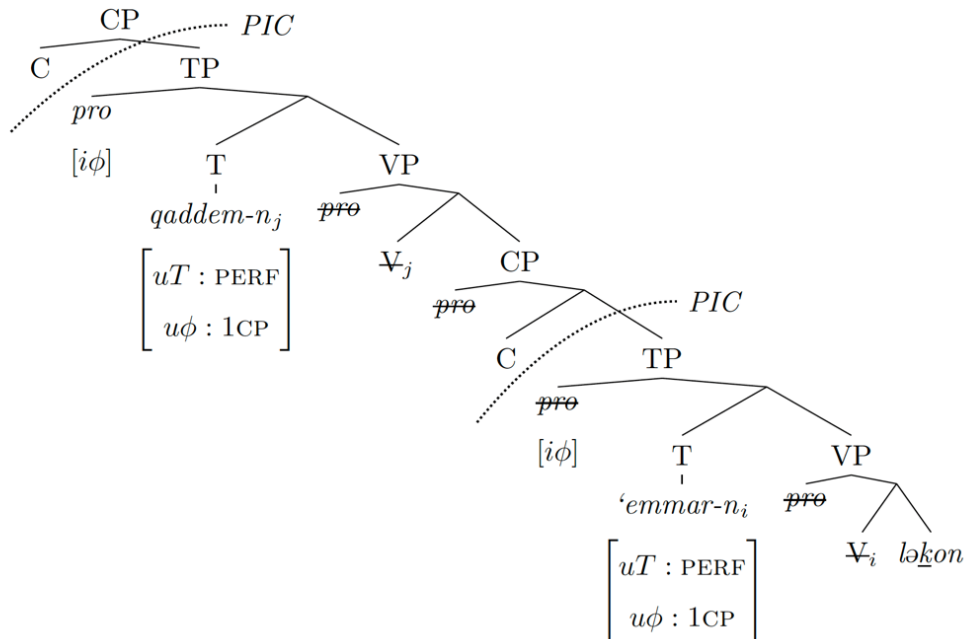 CP
PIC
C
TP
pro
[iϕ]
T
VP
qaddem-nⱼ
pro
[uT : PERF
uϕ : 1CP]
Vⱼ
CP
pro
PIC
C
TP
pro
[iϕ]
T
VP
‘emmar-nᵢ
pro
Vᵢ
ləḵon
[uT : PERF
uϕ : 1CP]